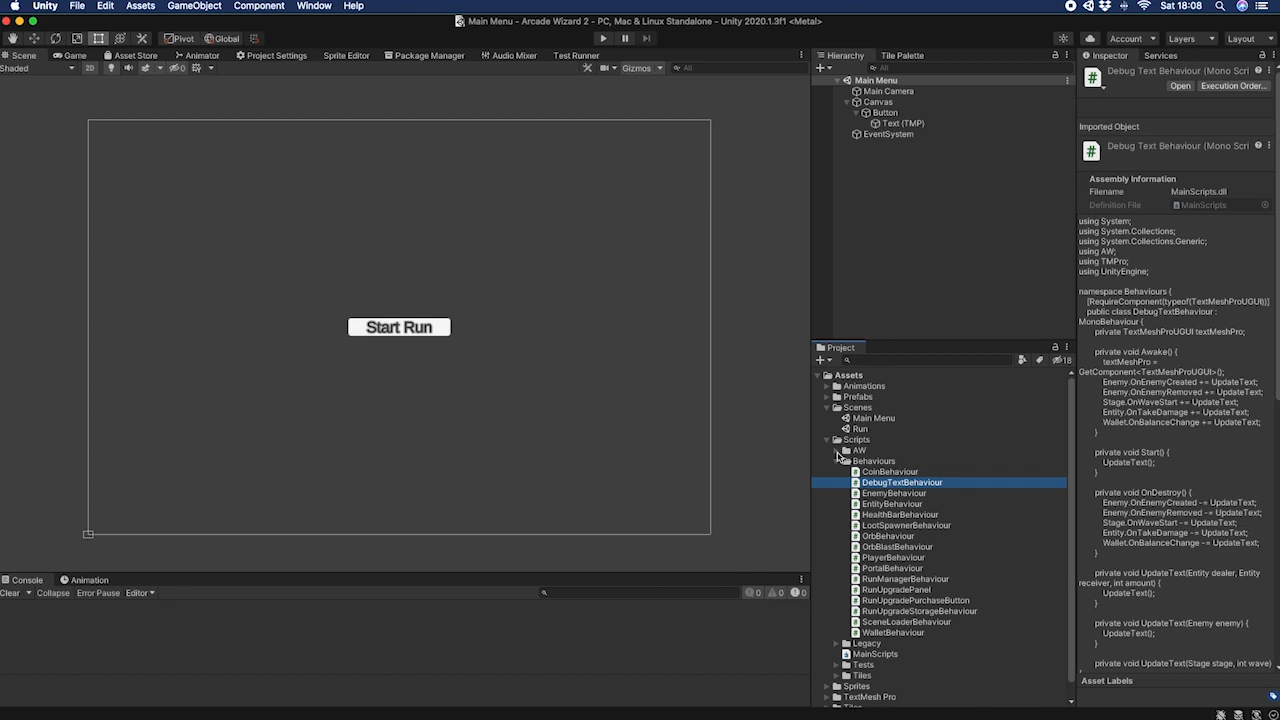 Unity File Edit Assets GameObject Component Window Help Sat 18:08
Main Menu - Arcade Wizard 2 - PC, Mac & Linux Standalone - Unity 2020.1.3f1 <Metal>
Pivot Global Account Layers Layout
Scene Game Asset Store Animator Project Settings Sprite Editor Package Manager Audio Mixer Test Runner
Shaded 2D 0 Gizmos All
Start Run
Console Animation
Clear Collapse Error Pause Editor 0 0 0
Hierarchy Tile Palette
All
Main Menu
Main Camera
Canvas
Button
Text (TMP)
EventSystem
Project
18
Assets
Animations
Prefabs
Scenes
Main Menu
Run
Scripts
AW
Behaviours
CoinBehaviour
DebugTextBehaviour
EnemyBehaviour
EntityBehaviour
HealthBarBehaviour
LootSpawnerBehaviour
OrbBehaviour
OrbBlastBehaviour
PlayerBehaviour
PortalBehaviour
RunManagerBehaviour
RunUpgradePanel
RunUpgradePurchaseButton
RunUpgradeStorageBehaviour
SceneLoaderBehaviour
WalletBehaviour
Legacy
MainScripts
Tests
Tiles
Sprites
TextMesh Pro
Inspector Services
Debug Text Behaviour (Mono Scri
Open Execution Order...
Imported Object
Debug Text Behaviour (Mono Scri
Assembly Information
Filename MainScripts.dll
Definition File MainScripts
using System;
using System.Collections;
using System.Collections.Generic;
using AW;
using TMPro;
using UnityEngine;
namespace Behaviours {
[RequireComponent(typeof(TextMeshProUGUI))]
public class DebugTextBehaviour :
MonoBehaviour {
private TextMeshProUGUI textMeshPro;
private void Awake() {
textMeshPro =
GetComponent<TextMeshProUGUI>();
Enemy.OnEnemyCreated += UpdateText;
Enemy.OnEnemyRemoved += UpdateText;
Stage.OnWaveStart += UpdateText;
Entity.OnTakeDamage += UpdateText;
Wallet.OnBalanceChange += UpdateText;
}
private void Start() {
UpdateText();
}
private void OnDestroy() {
Enemy.OnEnemyCreated -= UpdateText;
Enemy.OnEnemyRemoved -= UpdateText;
Stage.OnWaveStart -= UpdateText;
Entity.OnTakeDamage -= UpdateText;
Wallet.OnBalanceChange -= UpdateText;
}
private void UpdateText(Entity dealer, Entity
receiver, int amount) {
UpdateText();
}
private void UpdateText(Enemy enemy) {
UpdateText();
}
private void UpdateText(Stage stage, int wave)
Asset Labels